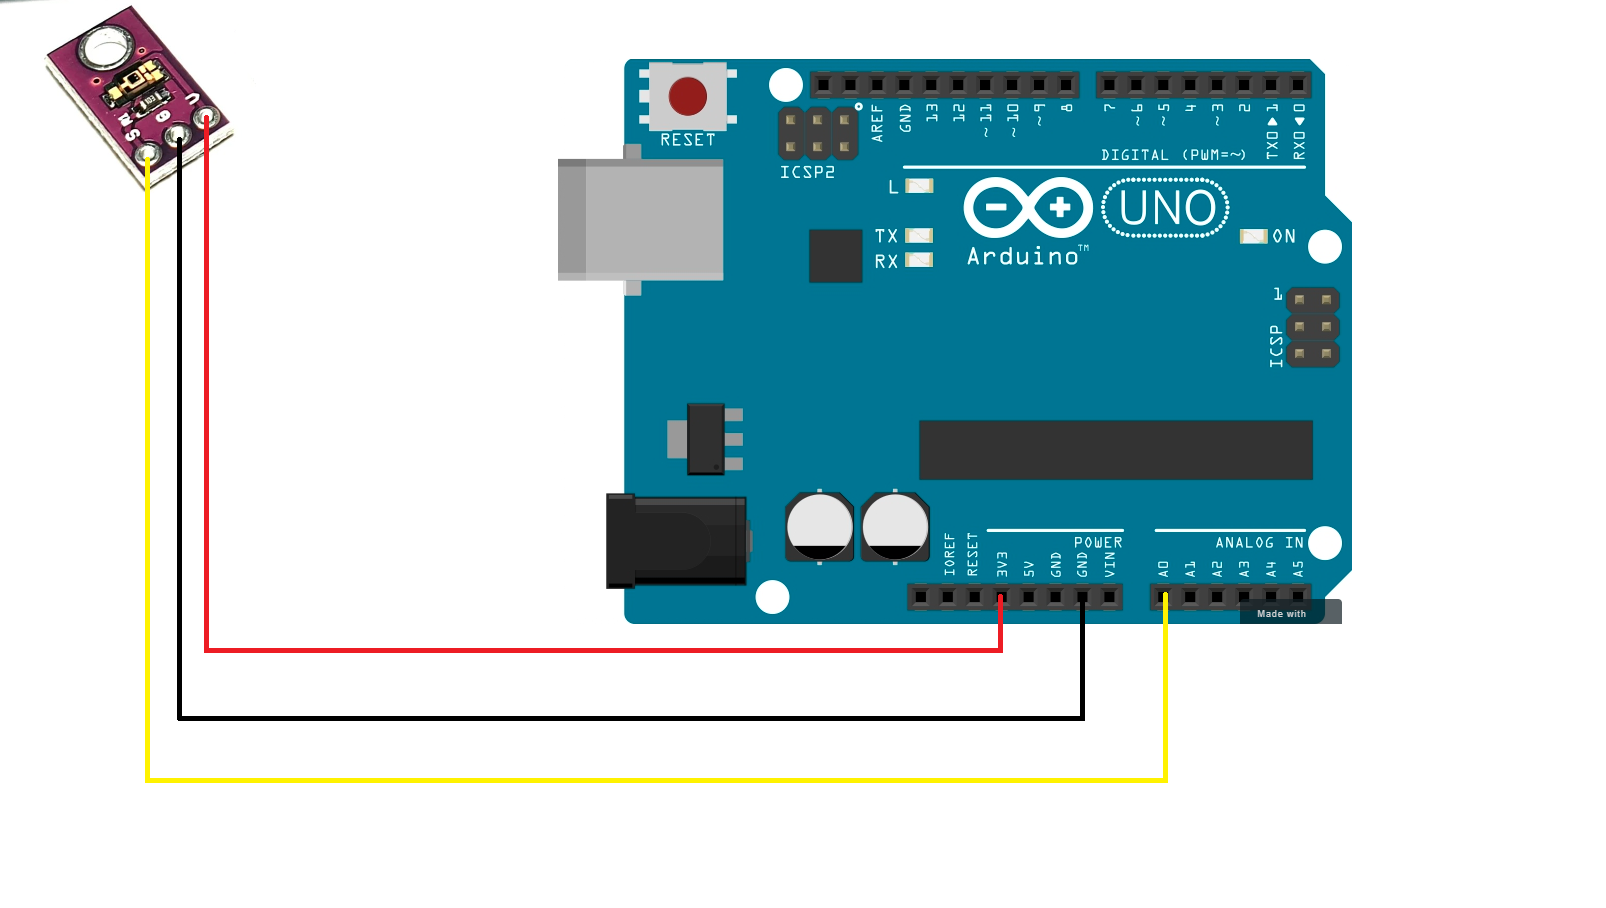 V
G
S
RESET
ICSP2
AREF
GND
13
12
~11
~10
~9
8
7
~6
~5
4
~3
2
TX0▶1
RX0◀0
DIGITAL (PWM=~)
L
TX
RX
UNO
Arduino™
ON
1
ICSP
POWER
ANALOG IN
IOREF
RESET
3V3
5V
GND
GND
VIN
A0
A1
A2
A3
A4
A5
Made with